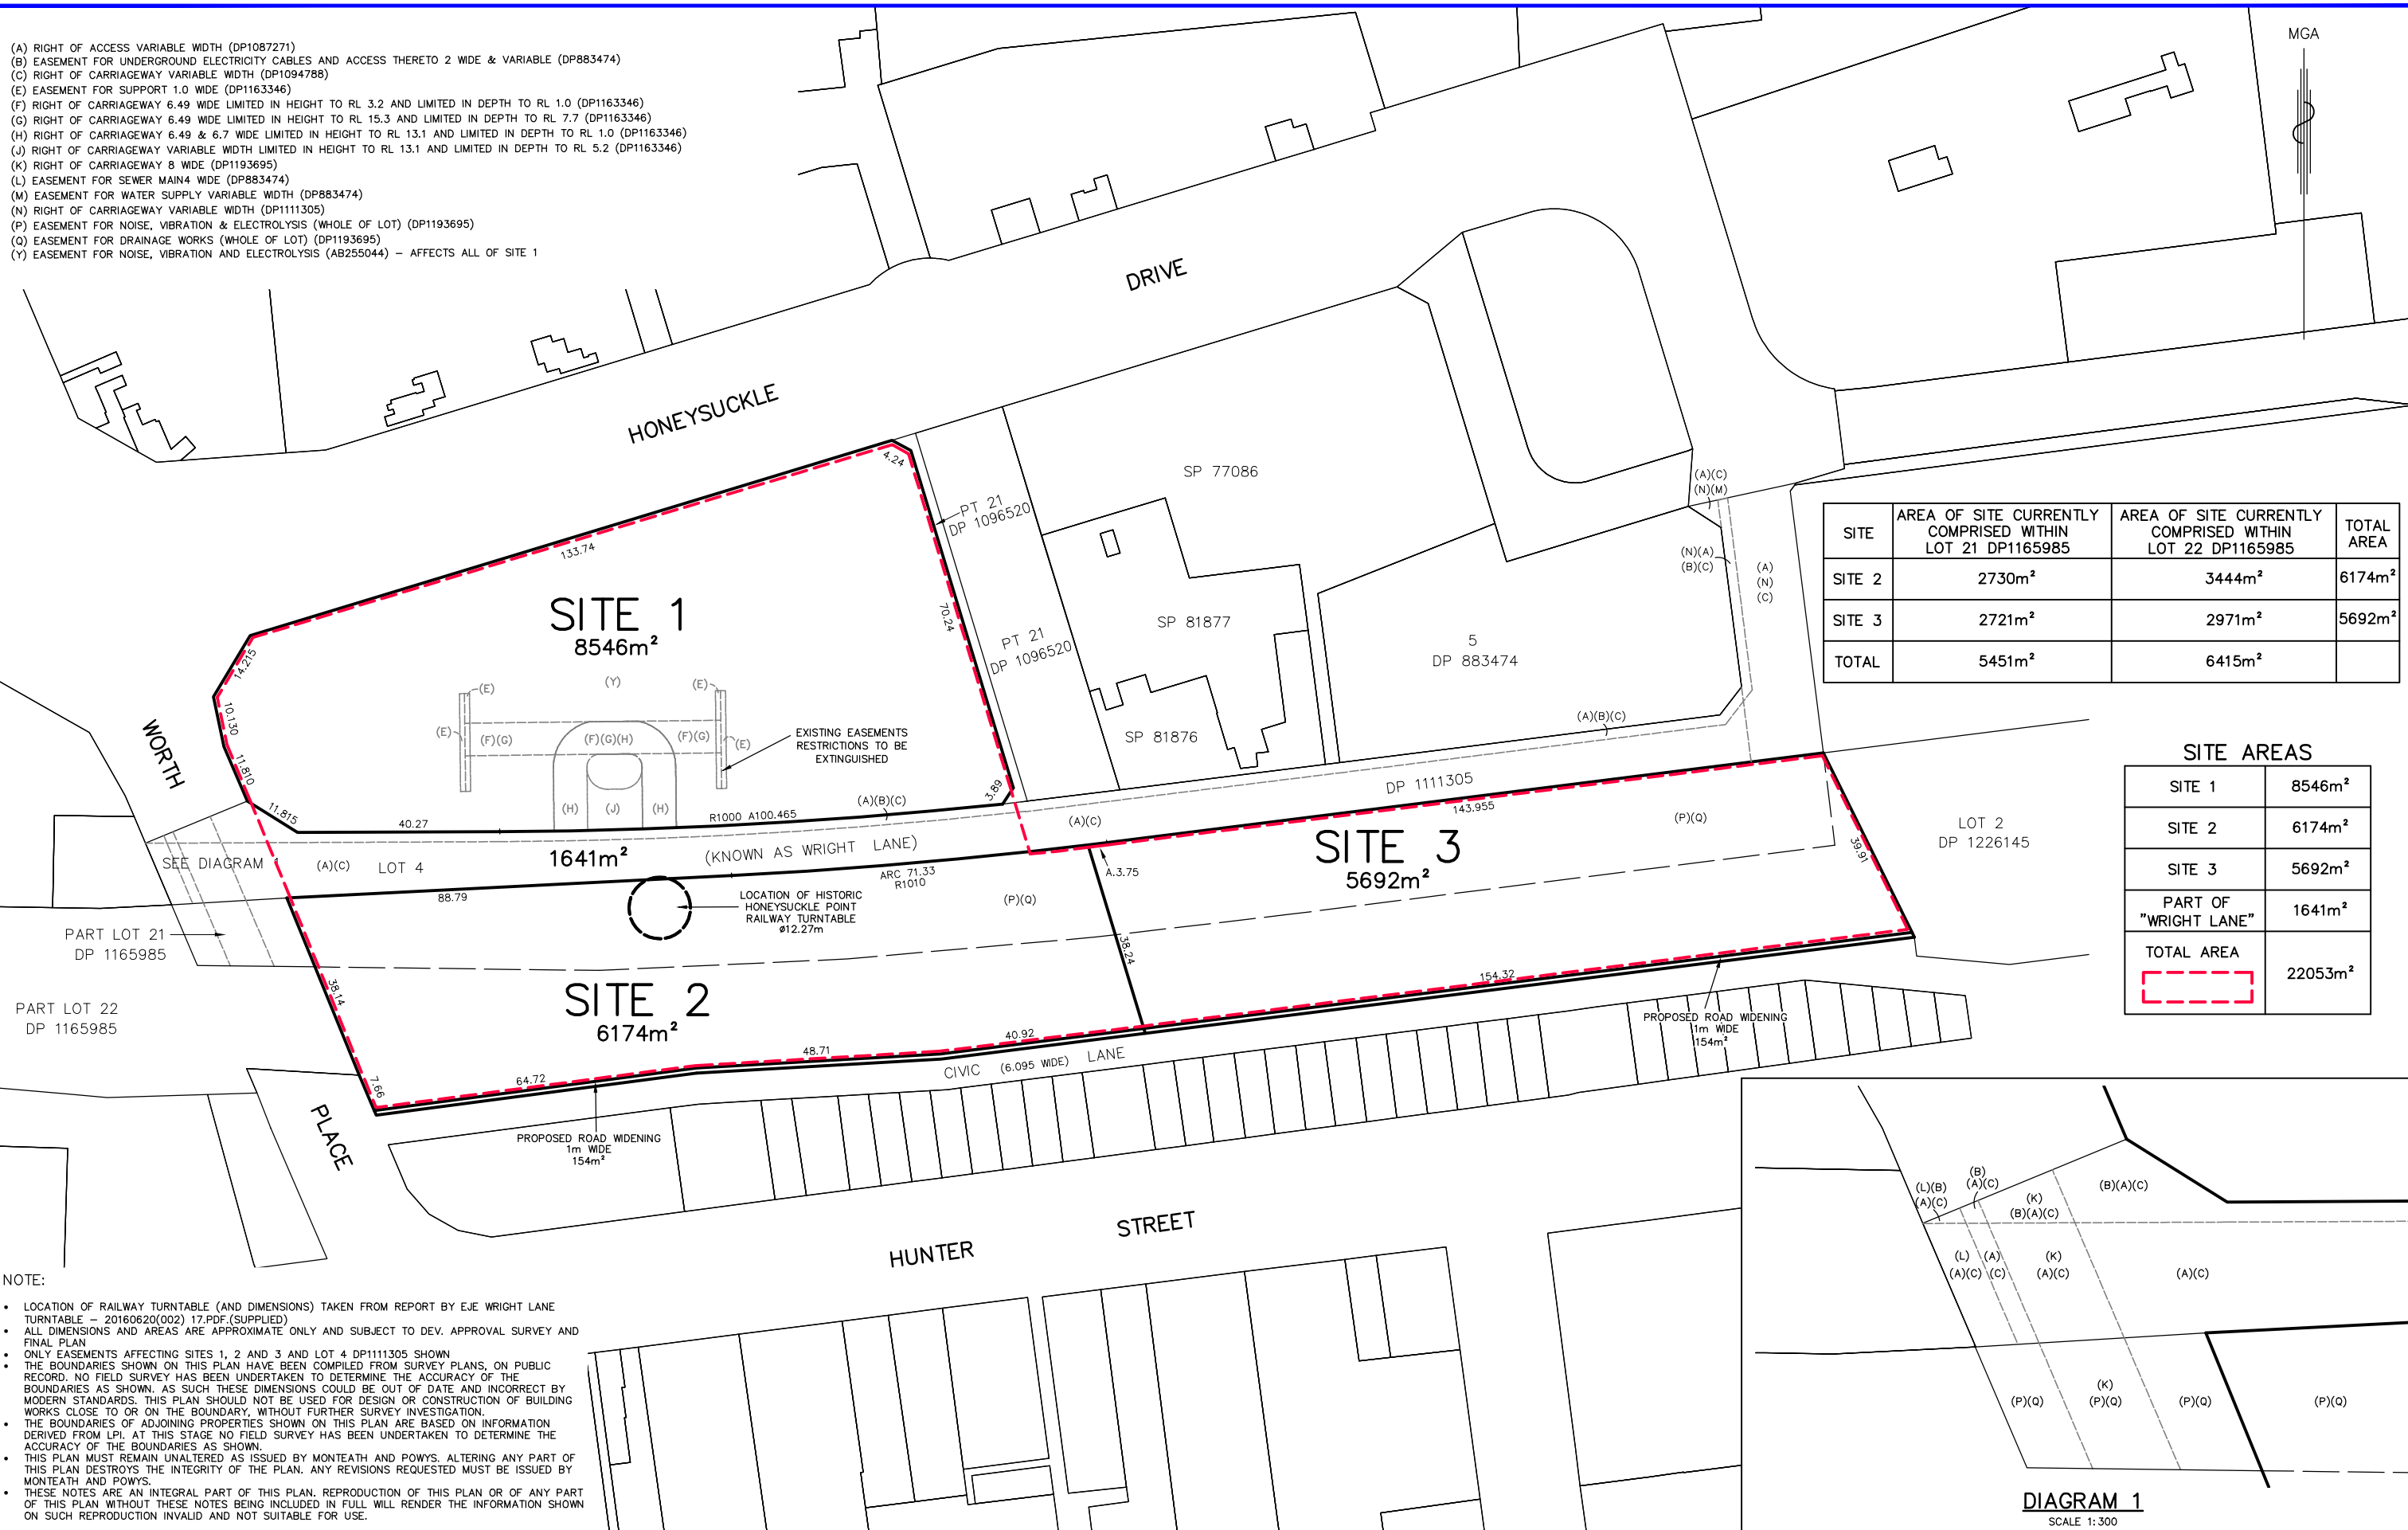 (A) RIGHT OF ACCESS VARIABLE WIDTH (DP1087271)
(B) EASEMENT FOR UNDERGROUND ELECTRICITY CABLES AND ACCESS THERETO 2 WIDE & VARIABLE (DP883474)
(C) RIGHT OF CARRIAGEWAY VARIABLE WIDTH (DP1094788)
(E) EASEMENT FOR SUPPORT 1.0 WIDE (DP1163346)
(F) RIGHT OF CARRIAGEWAY 6.49 WIDE LIMITED IN HEIGHT TO RL 3.2 AND LIMITED IN DEPTH TO RL 1.0 (DP1163346)
(G) RIGHT OF CARRIAGEWAY 6.49 WIDE LIMITED IN HEIGHT TO RL 15.3 AND LIMITED IN DEPTH TO RL 7.7 (DP1163346)
(H) RIGHT OF CARRIAGEWAY 6.49 & 6.7 WIDE LIMITED IN HEIGHT TO RL 13.1 AND LIMITED IN DEPTH TO RL 1.0 (DP1163346)
(J) RIGHT OF CARRIAGEWAY VARIABLE WIDTH LIMITED IN HEIGHT TO RL 13.1 AND LIMITED IN DEPTH TO RL 5.2 (DP1163346)
(K) RIGHT OF CARRIAGEWAY 8 WIDE (DP1193695)
(L) EASEMENT FOR SEWER MAIN4 WIDE (DP883474)
(M) EASEMENT FOR WATER SUPPLY VARIABLE WIDTH (DP883474)
(N) RIGHT OF CARRIAGEWAY VARIABLE WIDTH (DP1111305)
(P) EASEMENT FOR NOISE, VIBRATION & ELECTROLYSIS (WHOLE OF LOT) (DP1193695)
(Q) EASEMENT FOR DRAINAGE WORKS (WHOLE OF LOT) (DP1193695)
(Y) EASEMENT FOR NOISE, VIBRATION AND ELECTROLYSIS (AB255044) – AFFECTS ALL OF SITE 1
MGA
HONEYSUCKLE DRIVE
4.24
133.74
70.24
14.215
10.130
11.810
11.815
40.27
R1000 A100.465
3.89
SITE 1
8546m²
(Y)
(E)
(E)
(E)
(E)
(F)(G)
(F)(G)(H)
(F)(G)
(H)
(J)
(H)
EXISTING EASEMENTS
RESTRICTIONS TO BE
EXTINGUISHED
(A)(B)(C)
PT 21
DP 1096520
PT 21
DP 1096520
SP 77086
SP 81877
SP 81876
5
DP 883474
(A)(C)
(N)(M)
(N)(A)
(B)(C)
(A)
(N)
(C)
(A)(B)(C)
DP 1111305
WORTH
PLACE
SEE DIAGRAM 1
(A)(C)
LOT 4
1641m²
(KNOWN AS WRIGHT LANE)
(A)(C)
88.79
ARC 71.33
R1010
LOCATION OF HISTORIC
HONEYSUCKLE POINT
RAILWAY TURNTABLE
ø12.27m
(P)(Q)
A.3.75
38.24
143.955
SITE 3
5692m²
(P)(Q)
39.91
154.32
LOT 2
DP 1226145
PART LOT 21
DP 1165985
PART LOT 22
DP 1165985
38.14
7.66
SITE 2
6174m²
64.72
48.71
40.92
CIVIC (6.095 WIDE) LANE
PROPOSED ROAD WIDENING
1m WIDE
154m²
PROPOSED ROAD WIDENING
1m WIDE
154m²
HUNTER STREET
SITE
AREA OF SITE CURRENTLY
COMPRISED WITHIN
LOT 21 DP1165985
AREA OF SITE CURRENTLY
COMPRISED WITHIN
LOT 22 DP1165985
TOTAL
AREA
SITE 2 2730m² 3444m² 6174m²
SITE 3 2721m² 2971m² 5692m²
TOTAL 5451m² 6415m²
SITE AREAS
SITE 1 8546m²
SITE 2 6174m²
SITE 3 5692m²
PART OF
"WRIGHT LANE" 1641m²
TOTAL AREA
22053m²
NOTE:
• LOCATION OF RAILWAY TURNTABLE (AND DIMENSIONS) TAKEN FROM REPORT BY EJE WRIGHT LANE
TURNTABLE – 20160620(002) 17.PDF.(SUPPLIED)
• ALL DIMENSIONS AND AREAS ARE APPROXIMATE ONLY AND SUBJECT TO DEV. APPROVAL SURVEY AND
FINAL PLAN
• ONLY EASEMENTS AFFECTING SITES 1, 2 AND 3 AND LOT 4 DP1111305 SHOWN
• THE BOUNDARIES SHOWN ON THIS PLAN HAVE BEEN COMPILED FROM SURVEY PLANS, ON PUBLIC
RECORD. NO FIELD SURVEY HAS BEEN UNDERTAKEN TO DETERMINE THE ACCURACY OF THE
BOUNDARIES AS SHOWN. AS SUCH THESE DIMENSIONS COULD BE OUT OF DATE AND INCORRECT BY
MODERN STANDARDS. THIS PLAN SHOULD NOT BE USED FOR DESIGN OR CONSTRUCTION OF BUILDING
WORKS CLOSE TO OR ON THE BOUNDARY, WITHOUT FURTHER SURVEY INVESTIGATION.
• THE BOUNDARIES OF ADJOINING PROPERTIES SHOWN ON THIS PLAN ARE BASED ON INFORMATION
DERIVED FROM LPI. AT THIS STAGE NO FIELD SURVEY HAS BEEN UNDERTAKEN TO DETERMINE THE
ACCURACY OF THE BOUNDARIES AS SHOWN.
• THIS PLAN MUST REMAIN UNALTERED AS ISSUED BY MONTEATH AND POWYS. ALTERING ANY PART OF
THIS PLAN DESTROYS THE INTEGRITY OF THE PLAN. ANY REVISIONS REQUESTED MUST BE ISSUED BY
MONTEATH AND POWYS.
• THESE NOTES ARE AN INTEGRAL PART OF THIS PLAN. REPRODUCTION OF THIS PLAN OR OF ANY PART
OF THIS PLAN WITHOUT THESE NOTES BEING INCLUDED IN FULL WILL RENDER THE INFORMATION SHOWN
ON SUCH REPRODUCTION INVALID AND NOT SUITABLE FOR USE.
(L)(B)
(A)(C)
(B)
(A)(C)
(K)
(B)(A)(C)
(B)(A)(C)
(L)
(A)(C)
(A)
(C)
(K)
(A)(C)
(A)(C)
(P)(Q)
(K)
(P)(Q)
(P)(Q)
(P)(Q)
DIAGRAM 1
SCALE 1:300